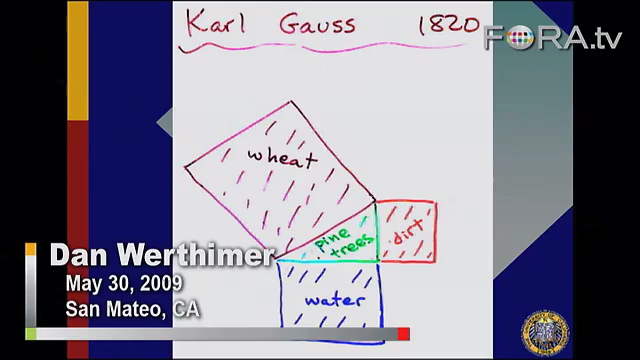 Karl Gauss 1820
FORA.tv
wheat
pine
trees
dirt
water
Dan Werthimer
May 30, 2009
San Mateo, CA